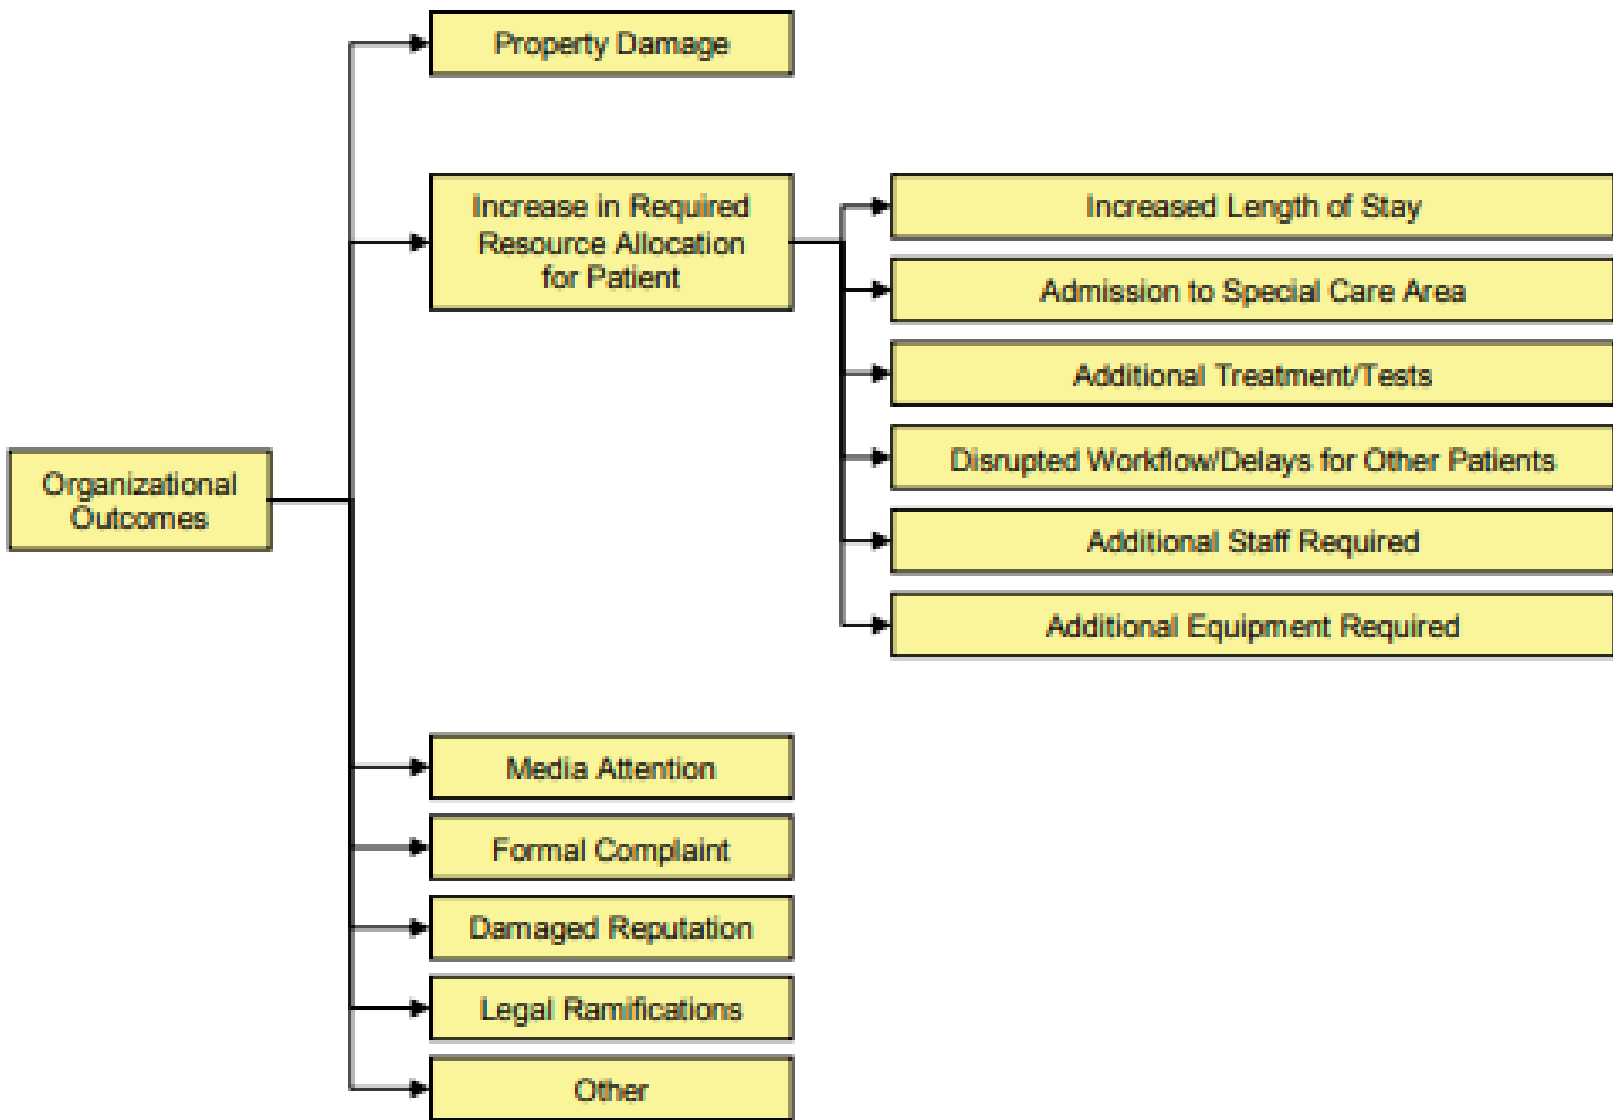 Property Damage
Increase in Required
Resource Allocation
for Patient
Increased Length of Stay
Admission to Special Care Area
Additional Treatment/Tests
Disrupted Workflow/Delays for Other Patients
Additional Staff Required
Additional Equipment Required
Organizational
Outcomes
Media Attention
Formal Complaint
Damaged Reputation
Legal Ramifications
Other